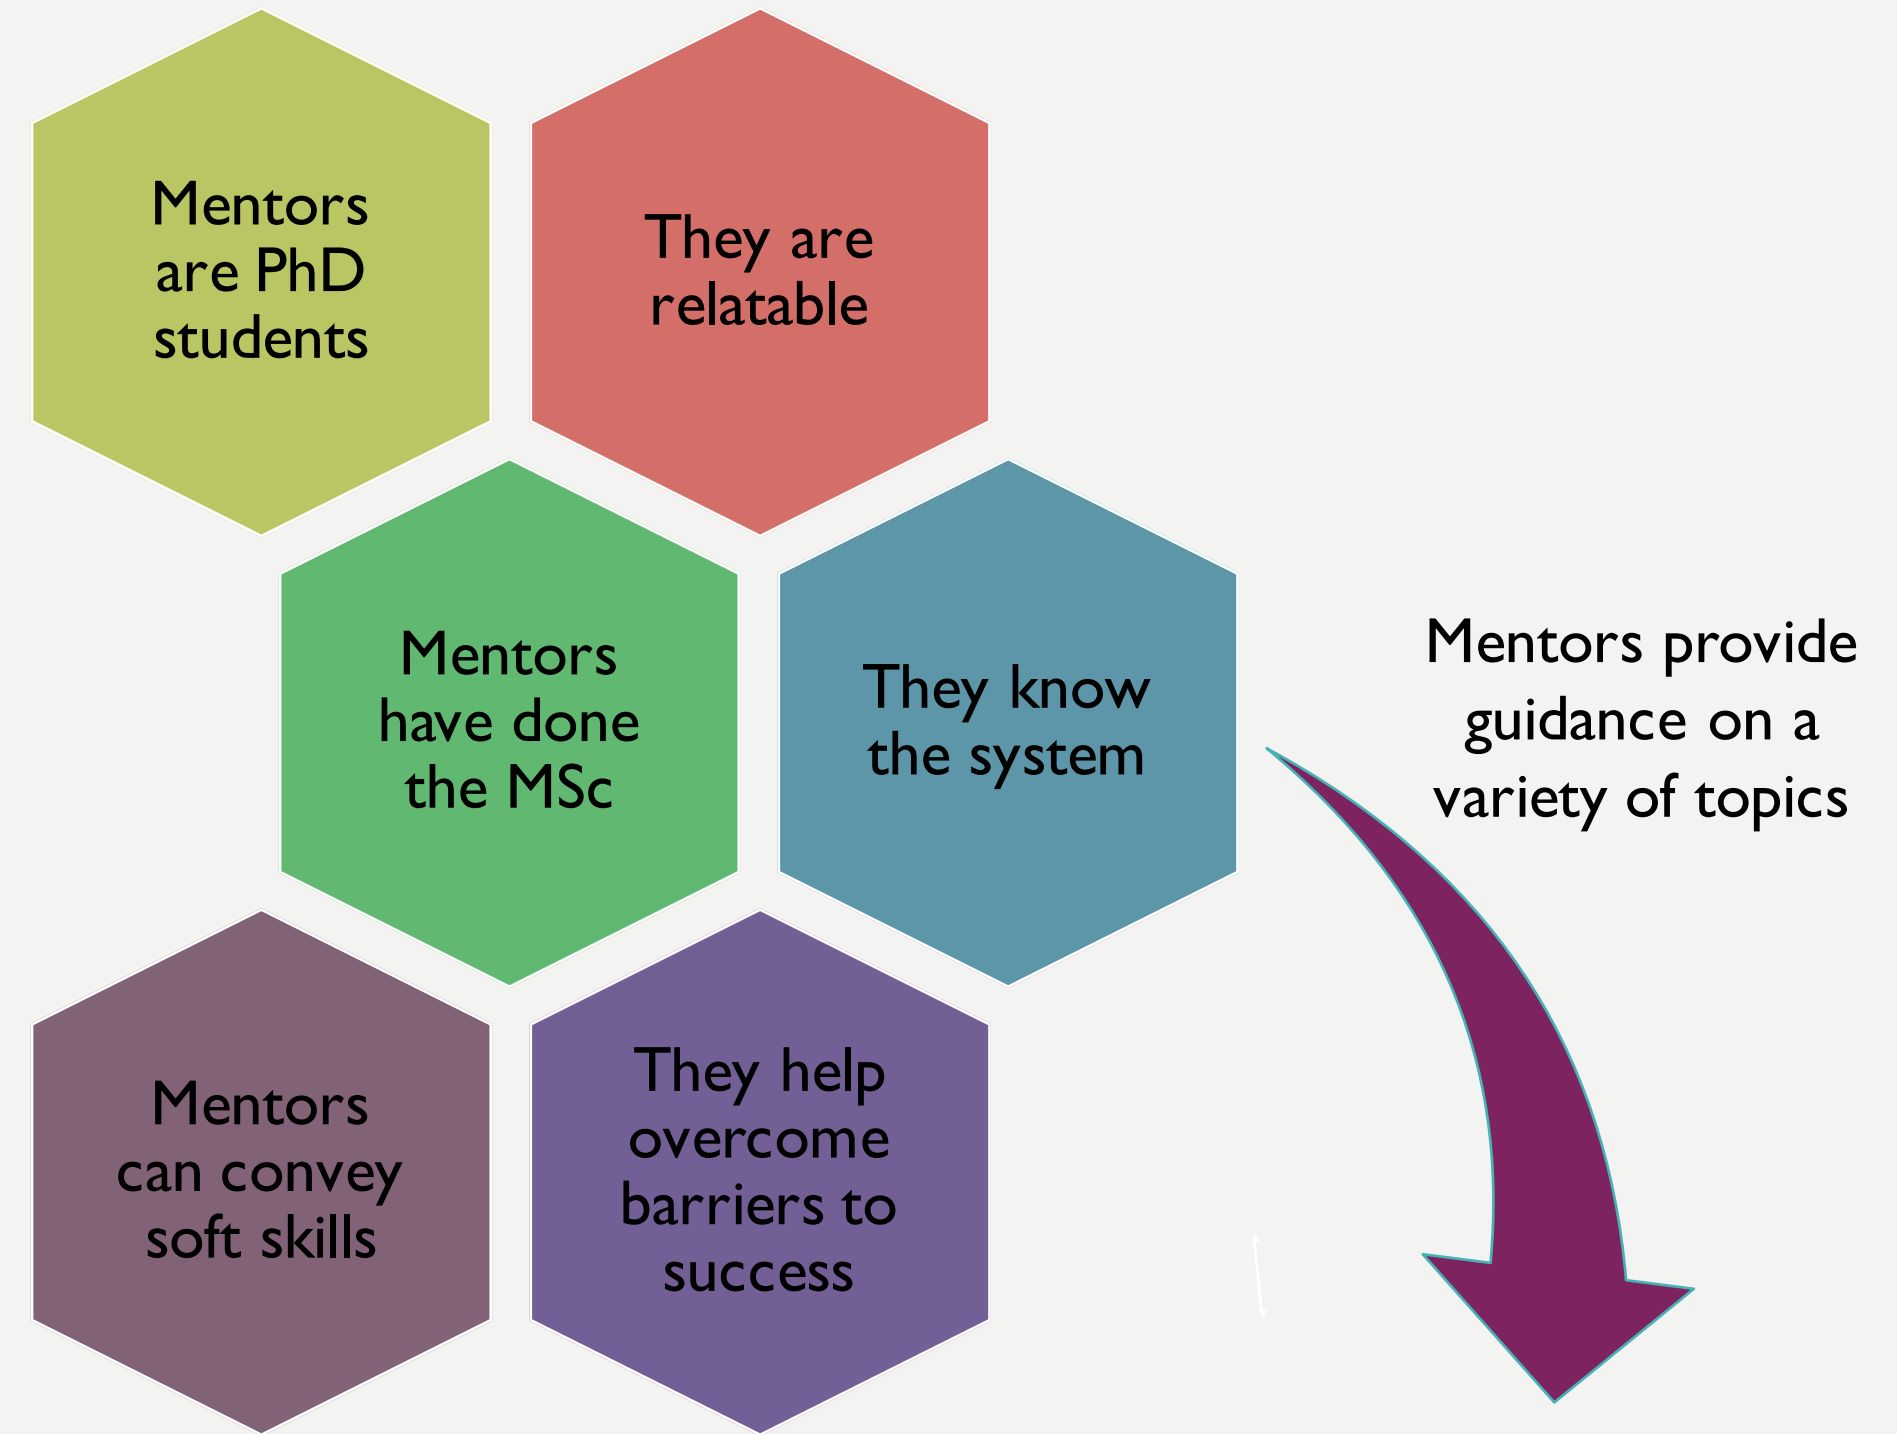 Mentors
are PhD
students
They are
relatable
Mentors
have done
the MSc
They know
the system
Mentors provide
guidance on a
variety of topics
Mentors
can convey
soft skills
They help
overcome
barriers to
success